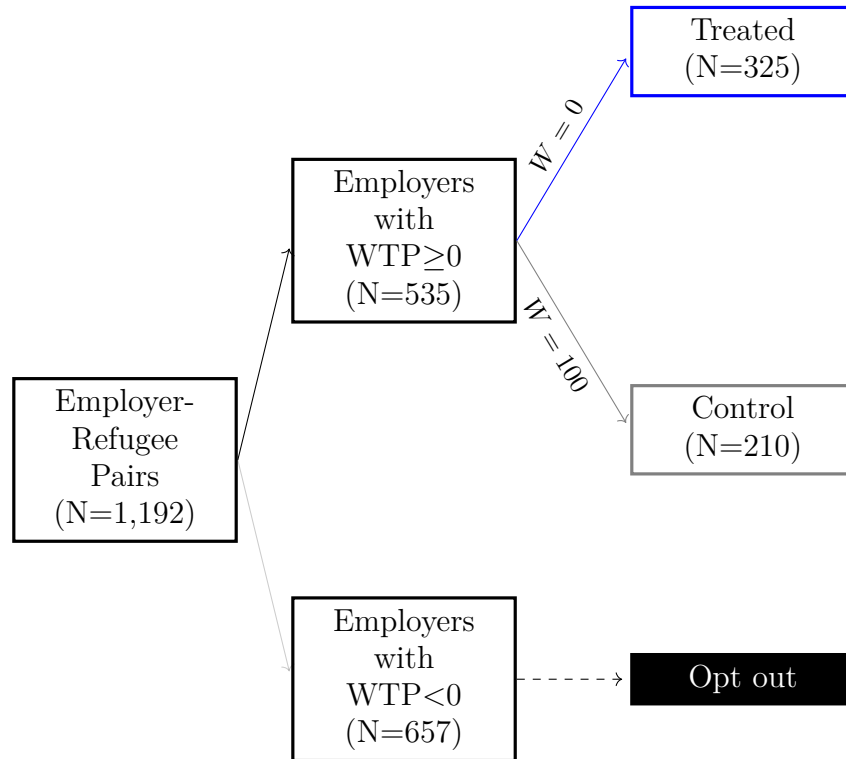 Treated
(N=325)
W = 0
Employers
with
WTP≥0
(N=535)
W = 100
Employer-
Refugee
Pairs
(N=1,192)
Control
(N=210)
Employers
with
WTP<0
(N=657)
Opt out